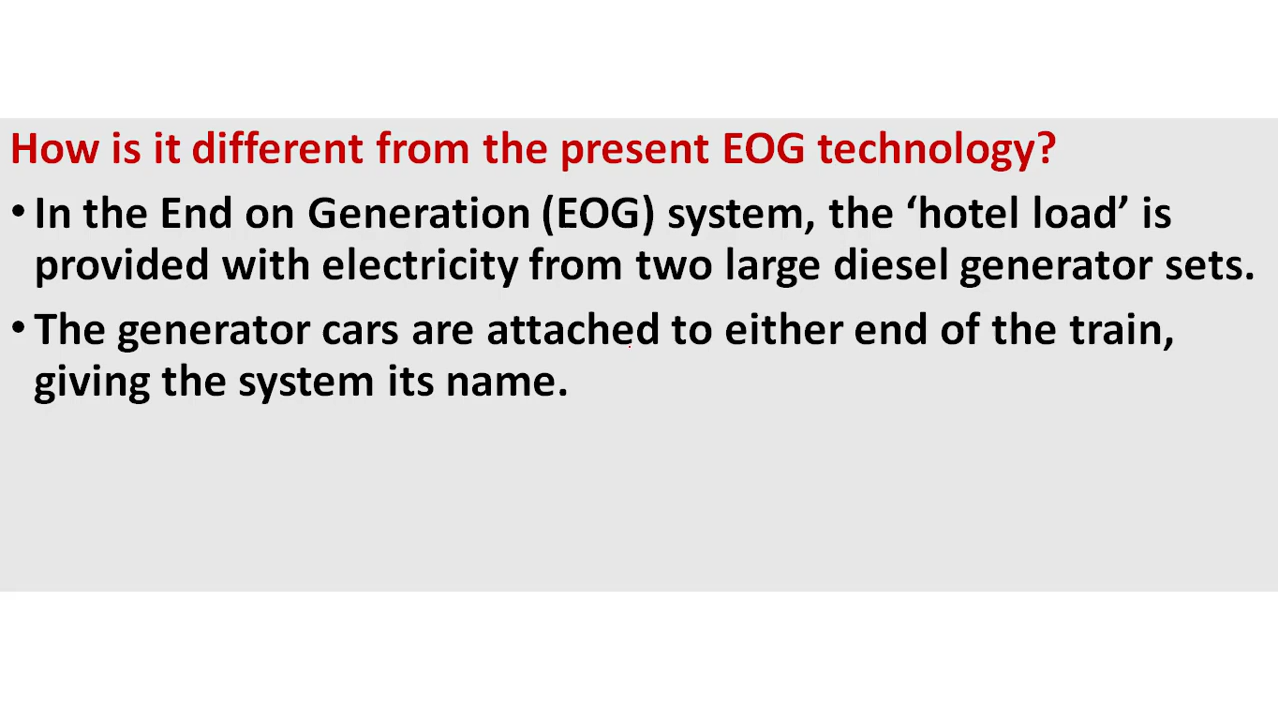 How is it different from the present EOG technology?
• In the End on Generation (EOG) system, the ‘hotel load’ is
provided with electricity from two large diesel generator sets.
• The generator cars are attached to either end of the train,
giving the system its name.